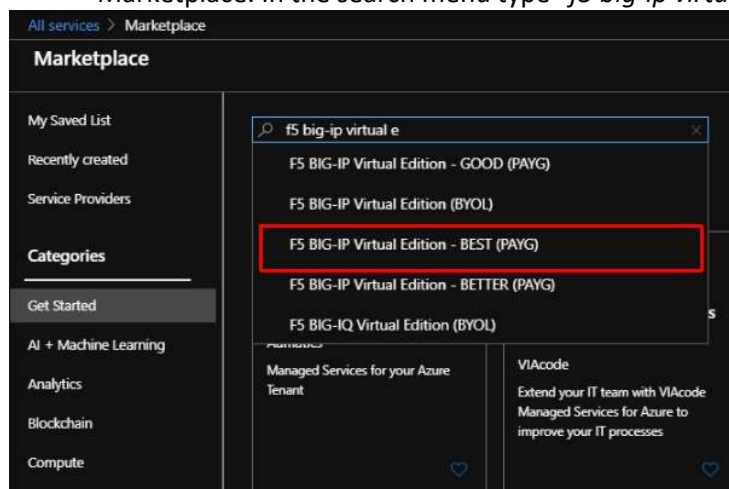 Marketplace. In the search menu type "f5 big-ip virtu
All services > Marketplace
Marketplace
My Saved List
Recently created
Service Providers
Categories
Get Started
AI + Machine Learning
Analytics
Blockchain
Compute
f5 big-ip virtual e
F5 BIG-IP Virtual Edition - GOOD (PAYG)
F5 BIG-IP Virtual Edition (BYOL)
F5 BIG-IP Virtual Edition - BEST (PAYG)
F5 BIG-IP Virtual Edition - BETTER (PAYG)
F5 BIG-IQ Virtual Edition (BYOL)
s
Managed Services for your Azure
Tenant
VIAcode
Extend your IT team with VIAcode
Managed Services for Azure to
improve your IT processes